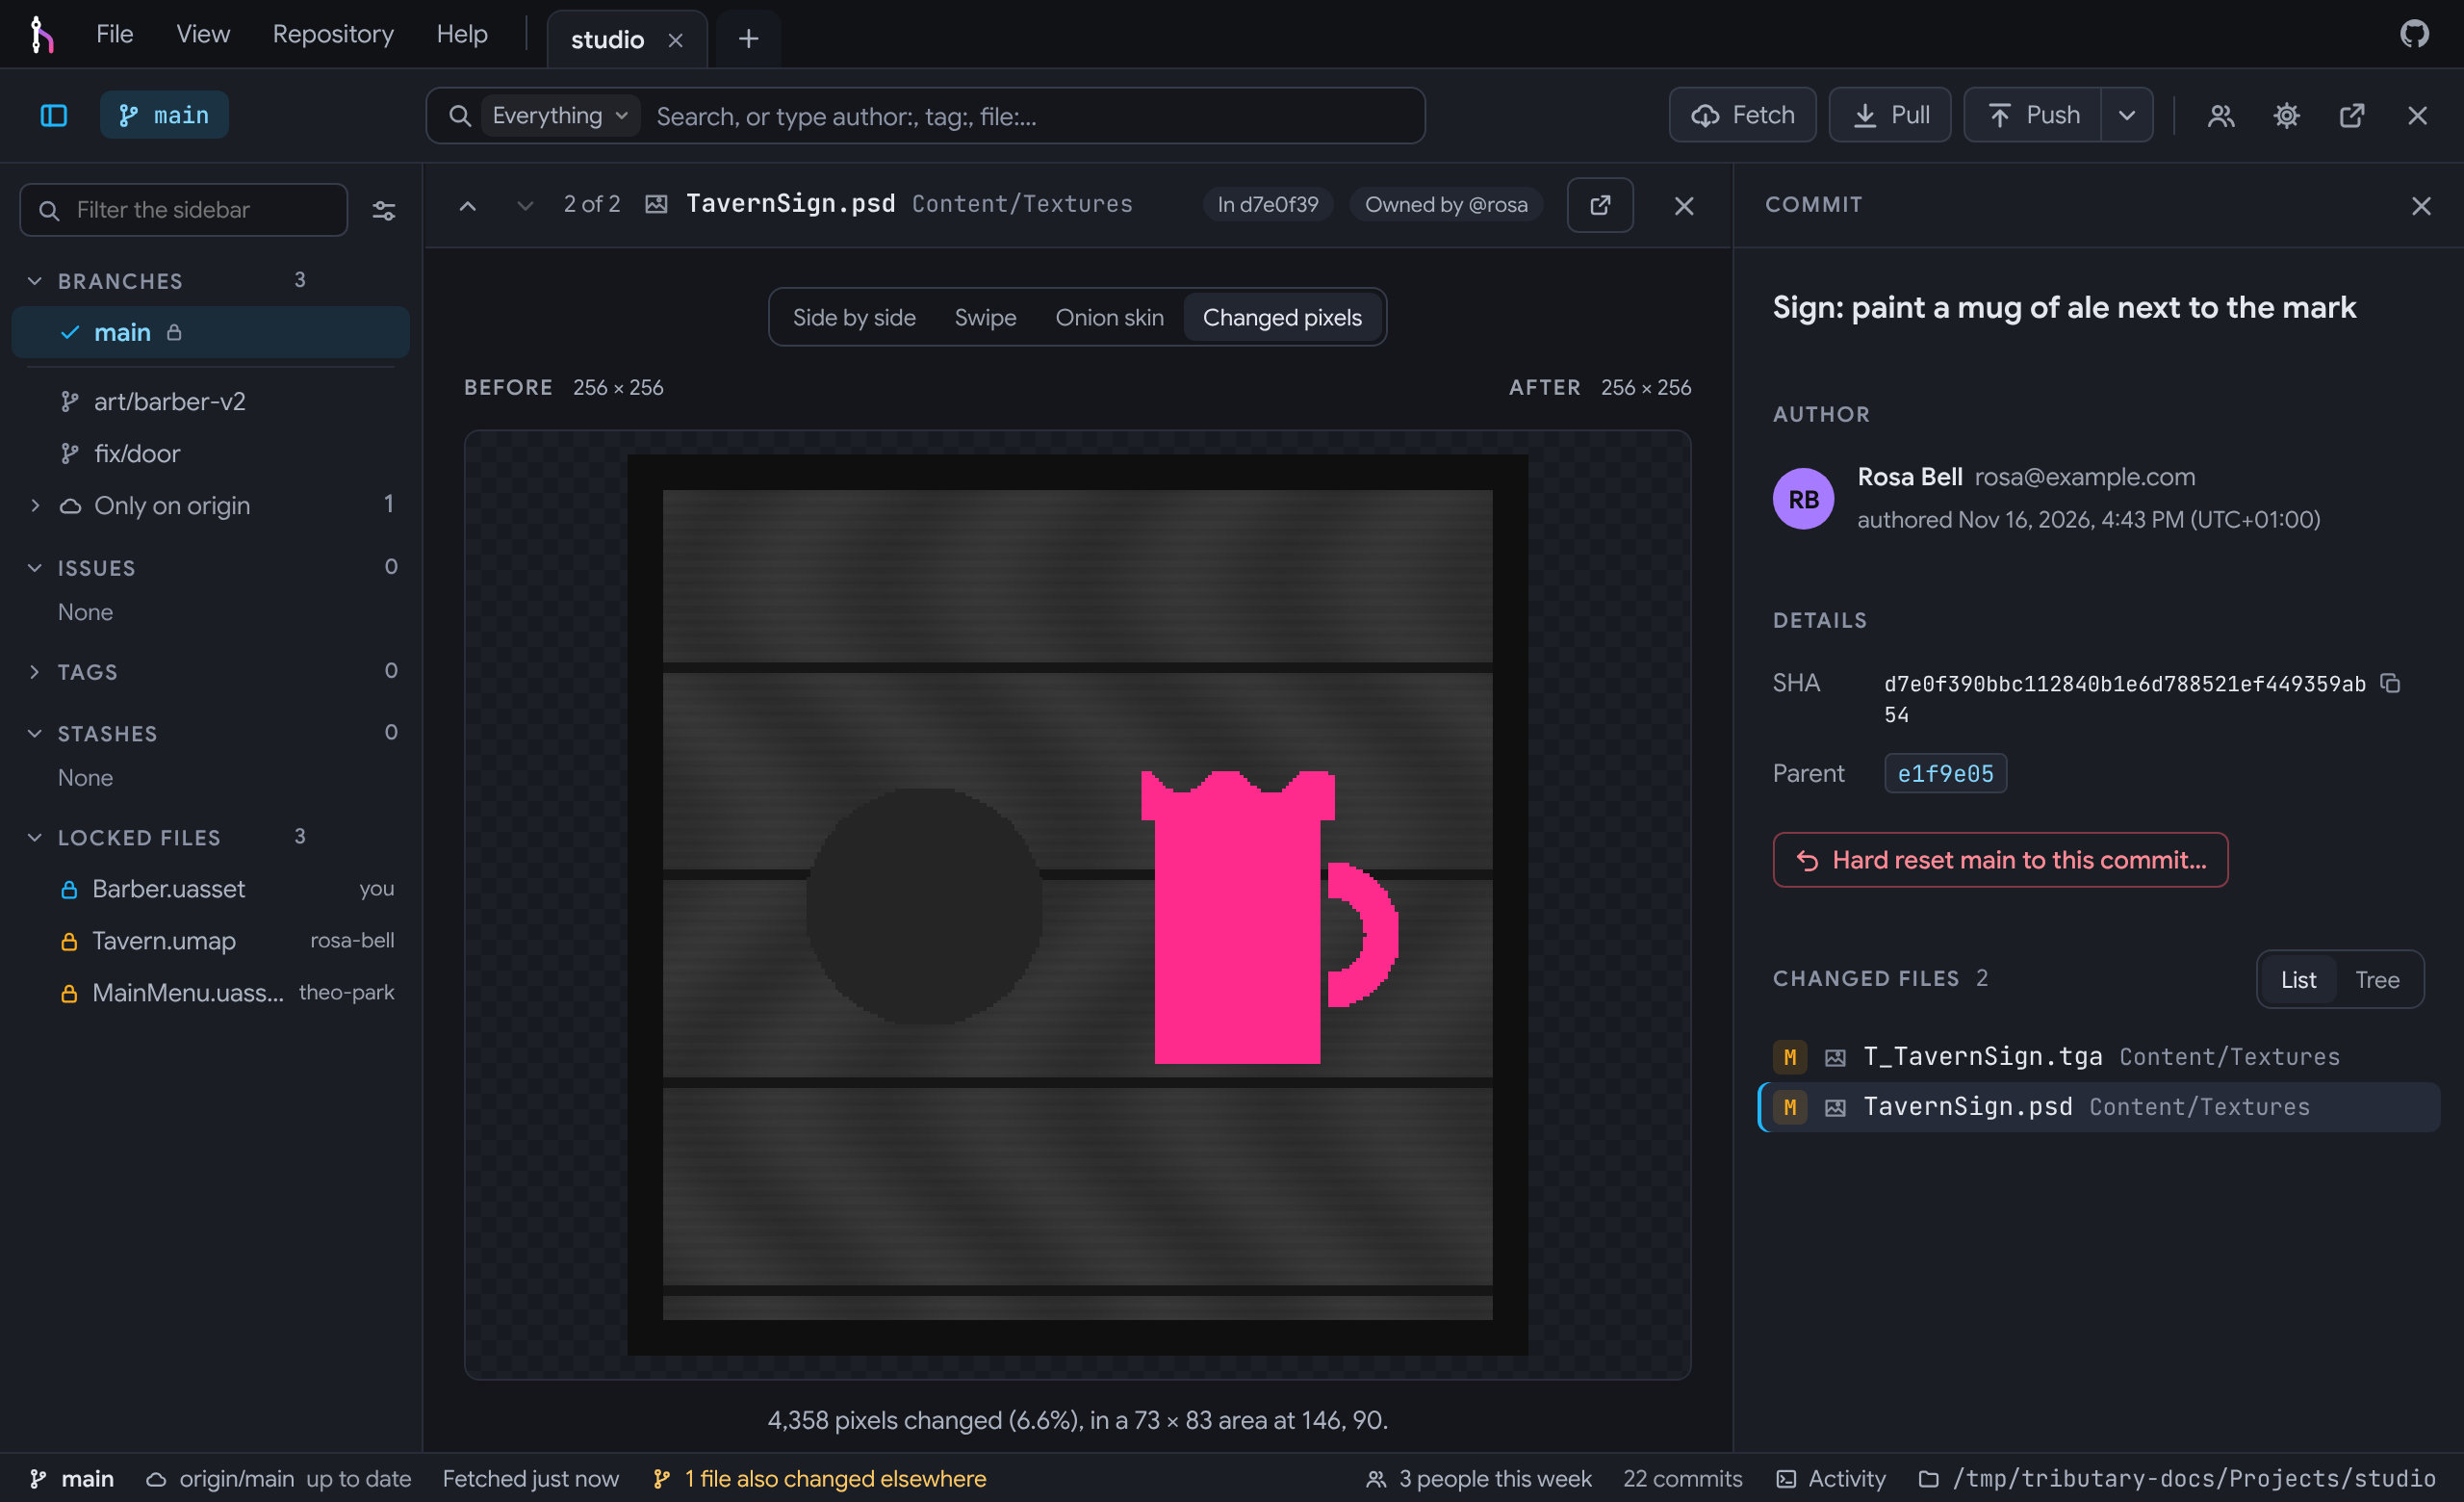 File View Repository Help studio
main Everything Search, or type author:, tag:, file:... Fetch Pull Push
Filter the sidebar
BRANCHES 3
main
art/barber-v2
fix/door
Only on origin 1
ISSUES 0
None
TAGS 0
STASHES 0
None
LOCKED FILES 3
Barber.uasset you
Tavern.umap rosa-bell
MainMenu.uass... theo-park
2 of 2 TavernSign.psd Content/Textures In d7e0f39 Owned by @rosa
Side by side Swipe Onion skin Changed pixels
BEFORE 256 × 256 AFTER 256 × 256
4,358 pixels changed (6.6%), in a 73 × 83 area at 146, 90.
COMMIT
Sign: paint a mug of ale next to the mark
AUTHOR
RB
Rosa Bell rosa@example.com
authored Nov 16, 2026, 4:43 PM (UTC+01:00)
DETAILS
SHA d7e0f390bbc112840b1e6d788521ef449359ab
54
Parent e1f9e05
Hard reset main to this commit...
CHANGED FILES 2 List Tree
M T_TavernSign.tga Content/Textures
M TavernSign.psd Content/Textures
main origin/main up to date Fetched just now 1 file also changed elsewhere 3 people this week 22 commits Activity /tmp/tributary-docs/Projects/studio